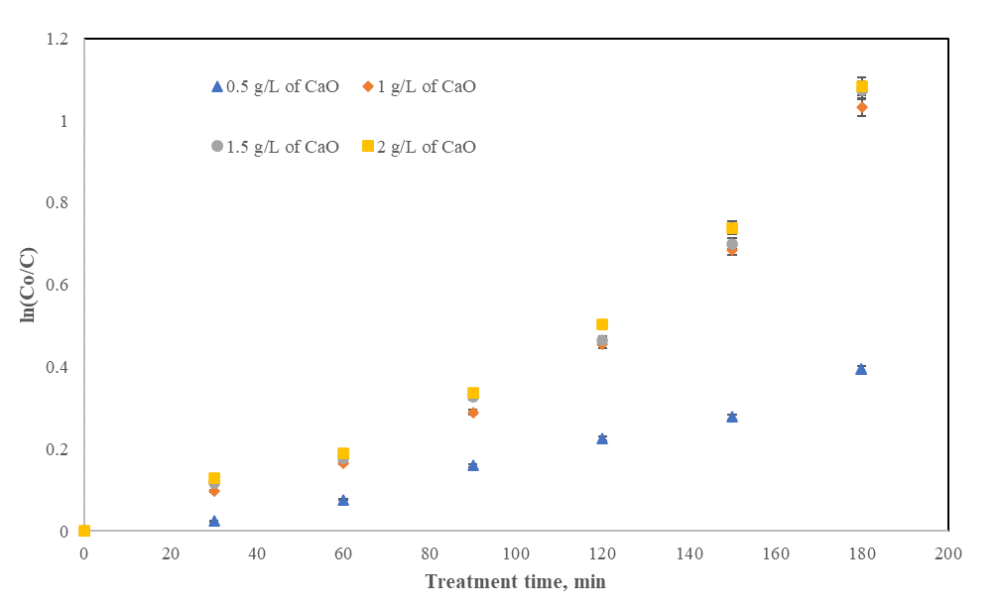 1.2
1
0.8
0.6
0.4
0.2
0
ln(Co/C)
0.5 g/L of CaO 1 g/L of CaO
1.5 g/L of CaO 2 g/L of CaO
0 20 40 60 80 100 120 140 160 180 200
Treatment time, min